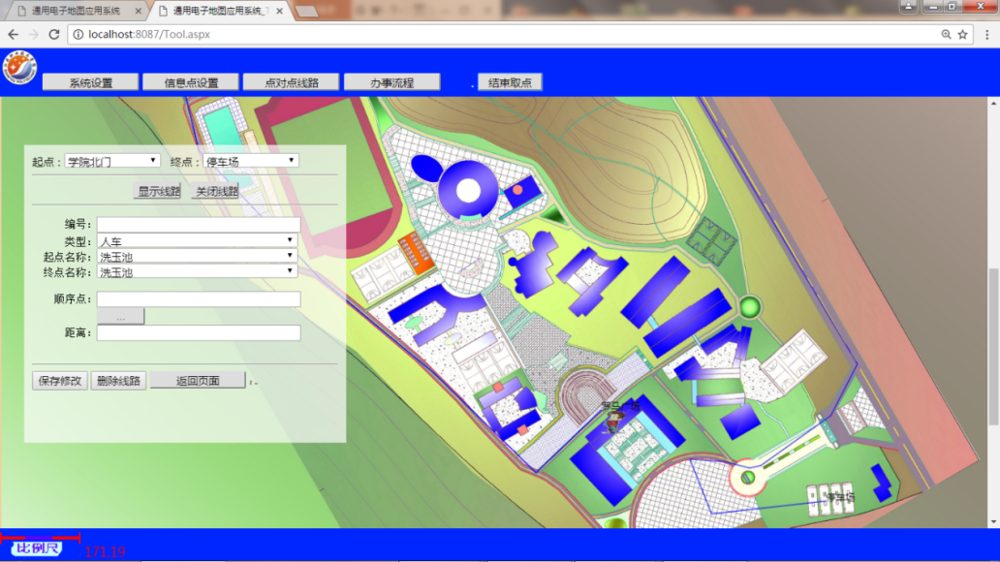 通用电子地图应用系统
通用电子地图应用系统_T
localhost:8087/Tool.aspx
系统设置 信息点设置 点对点线路 办事流程 结束取点
起点：学院北门 终点：停车场
显示线路 关闭线路
编号：
类型：人车
起点名称：洗玉池
终点名称：洗玉池
顺序点：
...
距离：
保存修改 删除线路 返回页面
停车场
比例尺 171.19